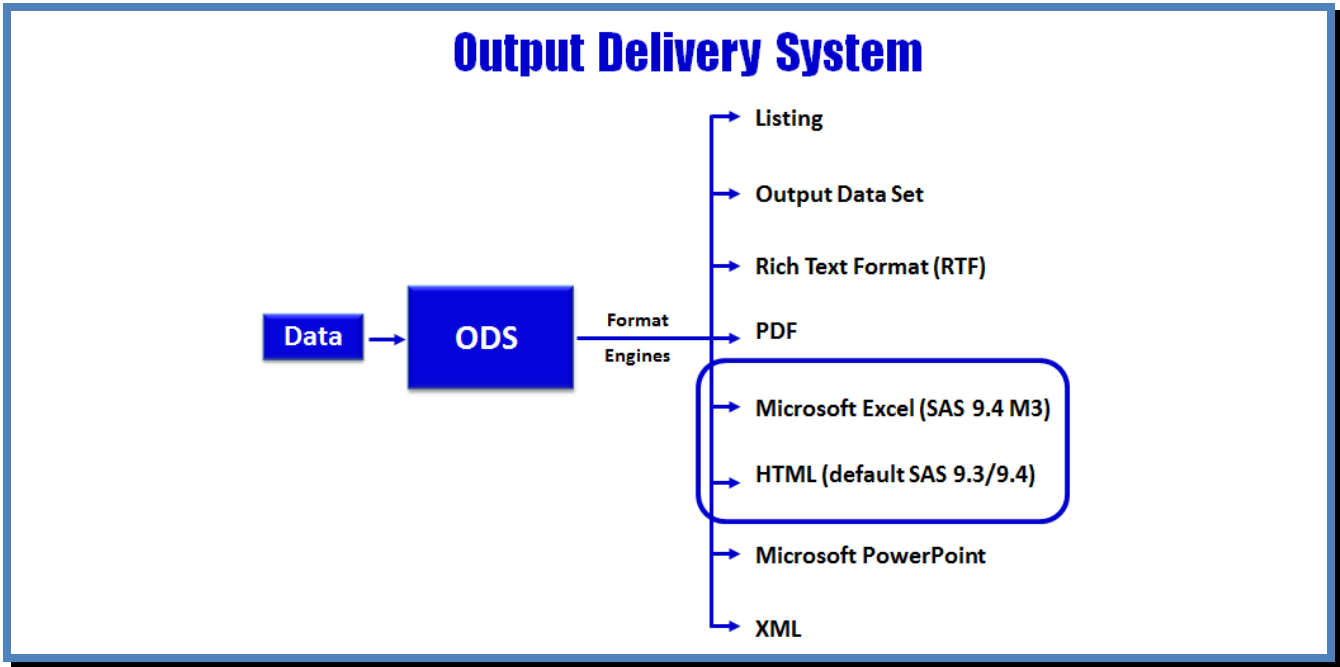 Output Delivery System
Listing
Output Data Set
Rich Text Format (RTF)
Data
ODS
Format
Engines
PDF
Microsoft Excel (SAS 9.4 M3)
HTML (default SAS 9.3/9.4)
Microsoft PowerPoint
XML